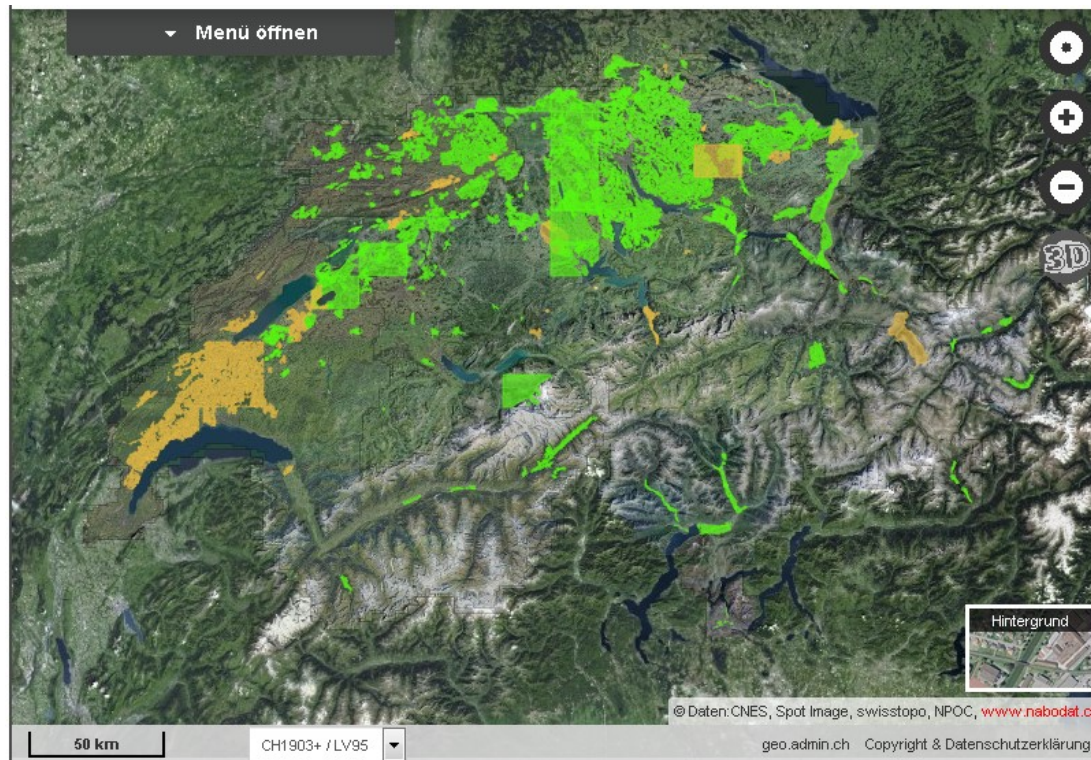 Menü öffnen
3D
Hintergrund
© Daten:CNES, Spot Image, swisstopo, NPOC, www.nabodat.c
50 km
CH1903+ / LV95
geo.admin.ch Copyright & Datenschutzerklärung